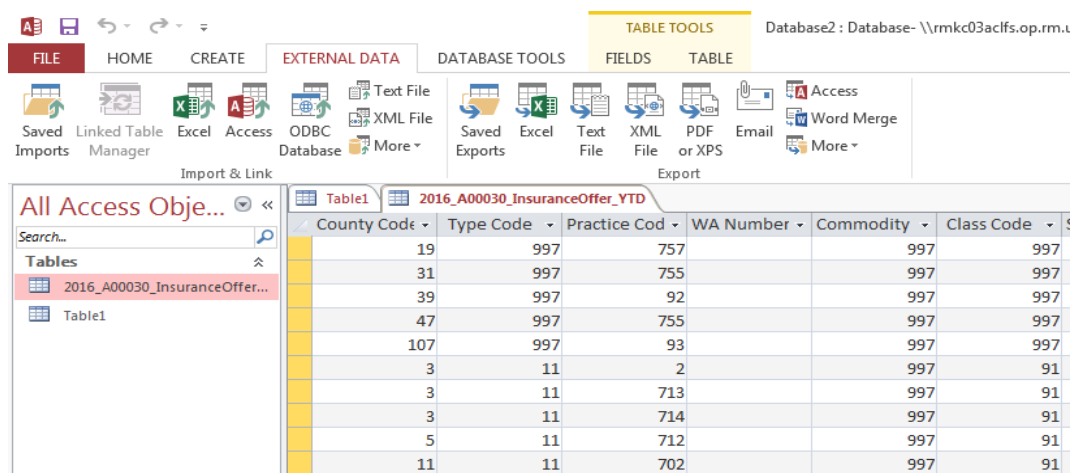 TABLE TOOLS Database2 : Database- \\rmkc03aclfs.op.rm.u
FILE HOME CREATE EXTERNAL DATA DATABASE TOOLS FIELDS TABLE
Saved Imports
Linked Table Manager
Excel
Access
ODBC Database
Text File
XML File
More
Import & Link
Saved Exports
Excel
Text File
XML File
PDF or XPS
Email
Access
Word Merge
More
Export
All Access Obje...
Search...
Tables
2016_A00030_InsuranceOffer...
Table1
Table1 2016_A00030_InsuranceOffer_YTD
County Code Type Code Practice Cod WA Number Commodity Class Code S
19 997 757 997 997
31 997 755 997 997
39 997 92 997 997
47 997 755 997 997
107 997 93 997 997
3 11 2 997 91
3 11 713 997 91
3 11 714 997 91
5 11 712 997 91
11 11 702 997 91